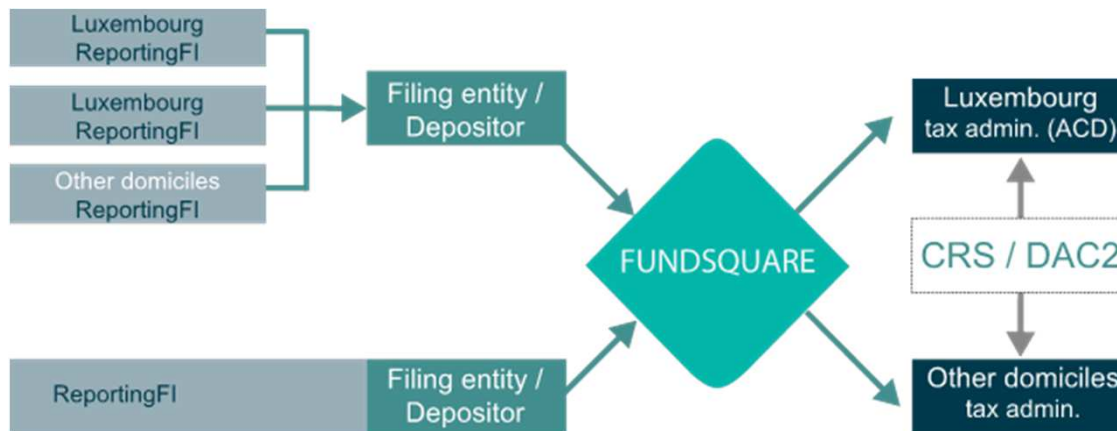 Luxembourg
ReportingFI
Luxembourg
ReportingFI
Other domiciles
ReportingFI
Filing entity /
Depositor
FUNDSQUARE
Luxembourg
tax admin. (ACD)
CRS / DAC2
ReportingFI
Filing entity /
Depositor
Other domiciles
tax admin.